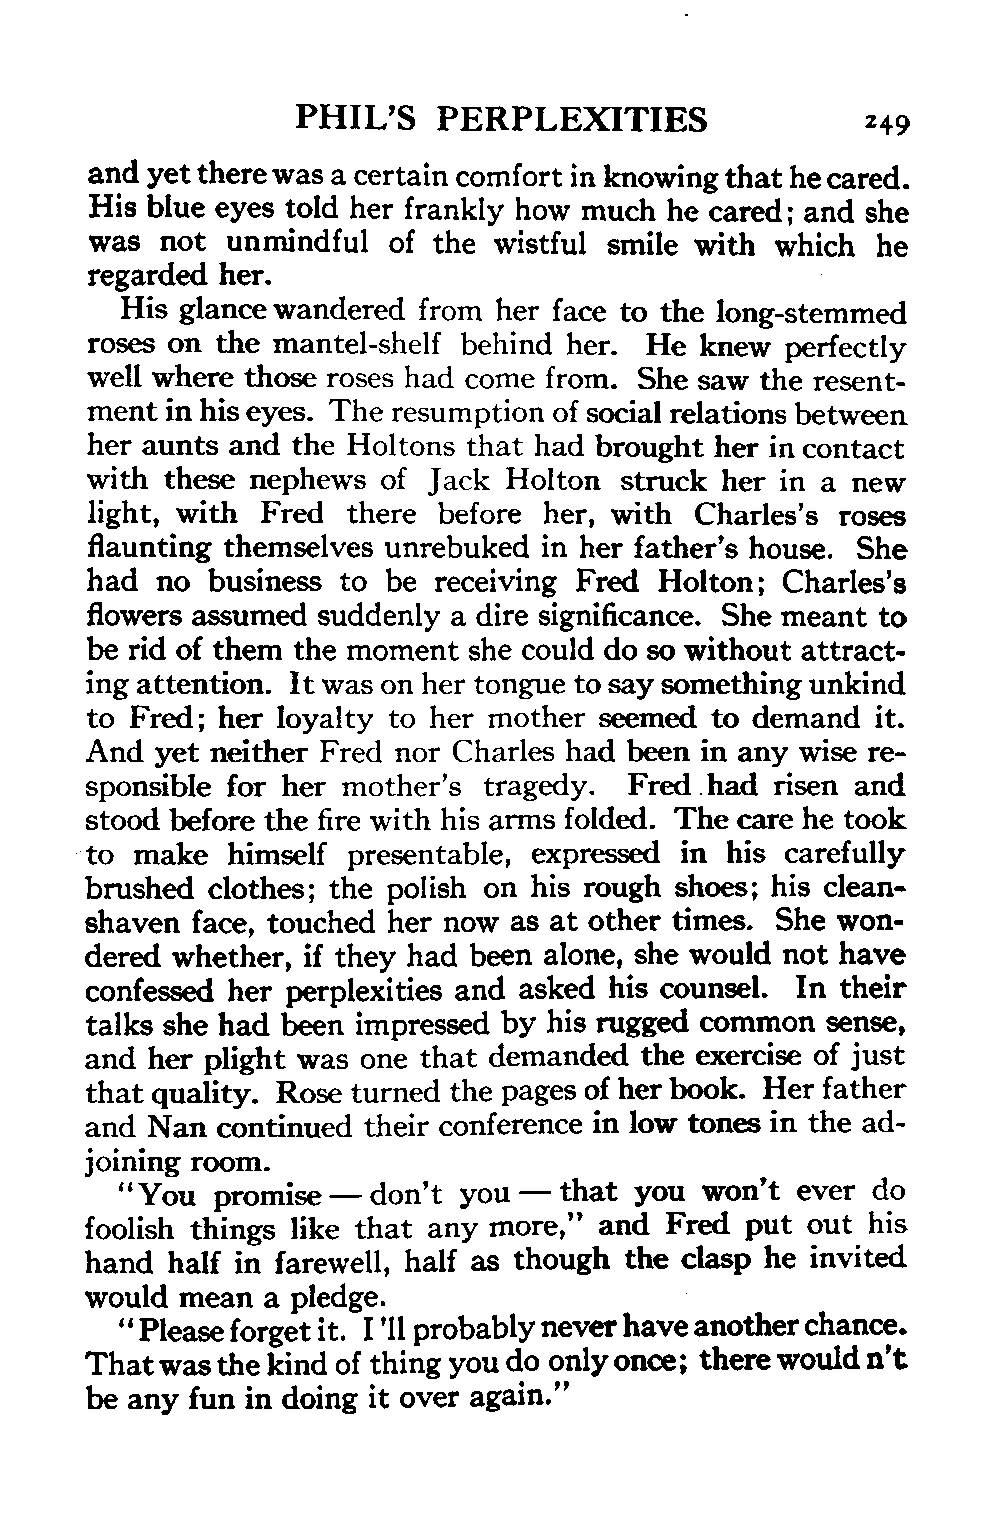 PHIL'S PERPLEXITIES 249
and yet there was a certain comfort in knowing that he cared.
His blue eyes told her frankly how much he cared; and she
was not unmindful of the wistful smile with which he
regarded her.
His glance wandered from her face to the long-stemmed
roses on the mantel-shelf behind her. He knew perfectly
well where those roses had come from. She saw the resent-
ment in his eyes. The resumption of social relations between
her aunts and the Holtons that had brought her in contact
with these nephews of Jack Holton struck her in a new
light, with Fred there before her, with Charles's roses
flaunting themselves unrebuked in her father's house. She
had no business to be receiving Fred Holton; Charles's
flowers assumed suddenly a dire significance. She meant to
be rid of them the moment she could do so without attract-
ing attention. It was on her tongue to say something unkind
to Fred; her loyalty to her mother seemed to demand it.
And yet neither Fred nor Charles had been in any wise re-
sponsible for her mother's tragedy. Fred had risen and
stood before the fire with his arms folded. The care he took
to make himself presentable, expressed in his carefully
brushed clothes; the polish on his rough shoes; his clean-
shaven face, touched her now as at other times. She won-
dered whether, if they had been alone, she would not have
confessed her perplexities and asked his counsel. In their
talks she had been impressed by his rugged common sense,
and her plight was one that demanded the exercise of just
that quality. Rose turned the pages of her book. Her father
and Nan continued their conference in low tones in the ad-
joining room.
"You promise — don't you — that you won't ever do
foolish things like that any more," and Fred put out his
hand half in farewell, half as though the clasp he invited
would mean a pledge.
"Please forget it. I 'll probably never have another chance.
That was the kind of thing you do only once; there would n't
be any fun in doing it over again."